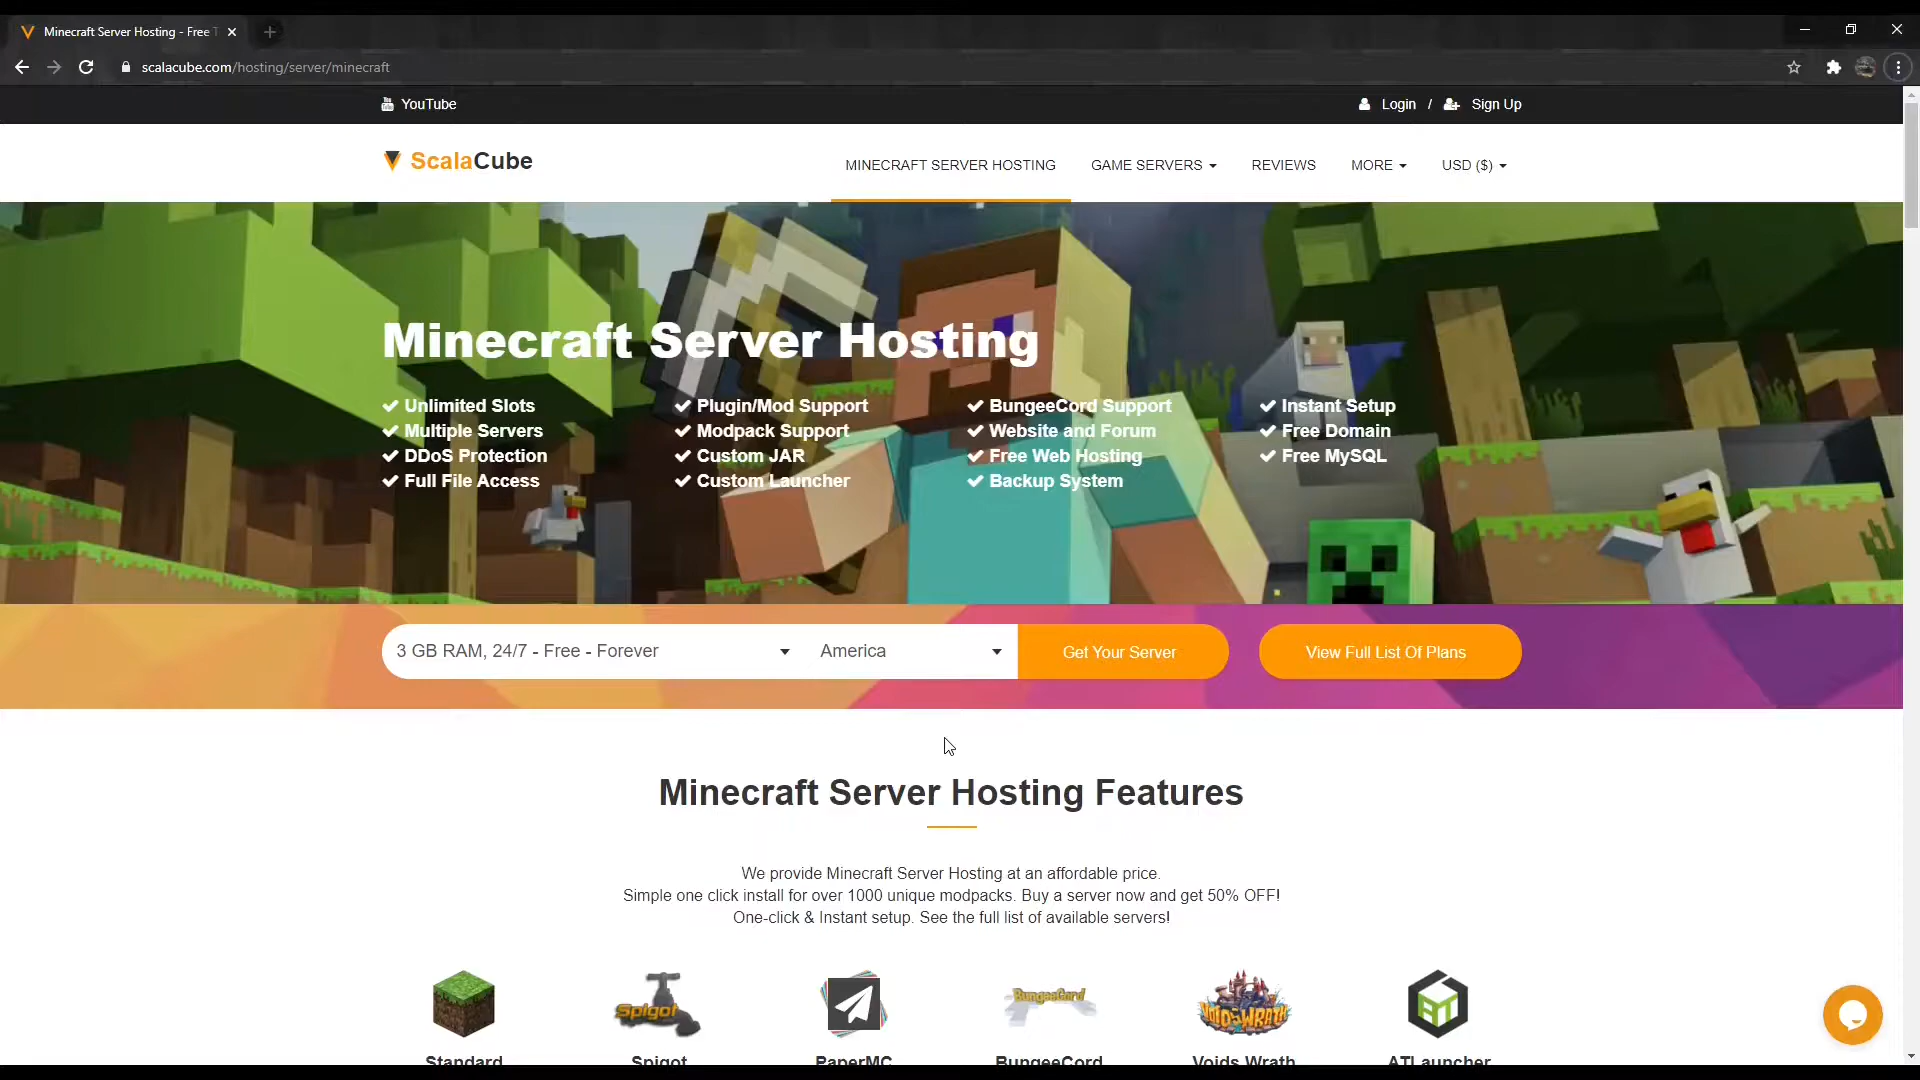 Minecraft Server Hosting - Free T
scalacube.com/hosting/server/minecraft
YouTube
Login / Sign Up
ScalaCube
MINECRAFT SERVER HOSTING GAME SERVERS REVIEWS MORE USD ($)
Minecraft Server Hosting
Unlimited Slots Plugin/Mod Support BungeeCord Support Instant Setup
Multiple Servers Modpack Support Website and Forum Free Domain
DDoS Protection Custom JAR Free Web Hosting Free MySQL
Full File Access Custom Launcher Backup System
3 GB RAM, 24/7 - Free - Forever America Get Your Server View Full List Of Plans
Minecraft Server Hosting Features
We provide Minecraft Server Hosting at an affordable price.
Simple one click install for over 1000 unique modpacks. Buy a server now and get 50% OFF!
One-click & Instant setup. See the full list of available servers!
Spigot BungeeCord VOIDSWRATH
Standard Spigot PaperMC BungeeCord Voids Wrath ATLauncher